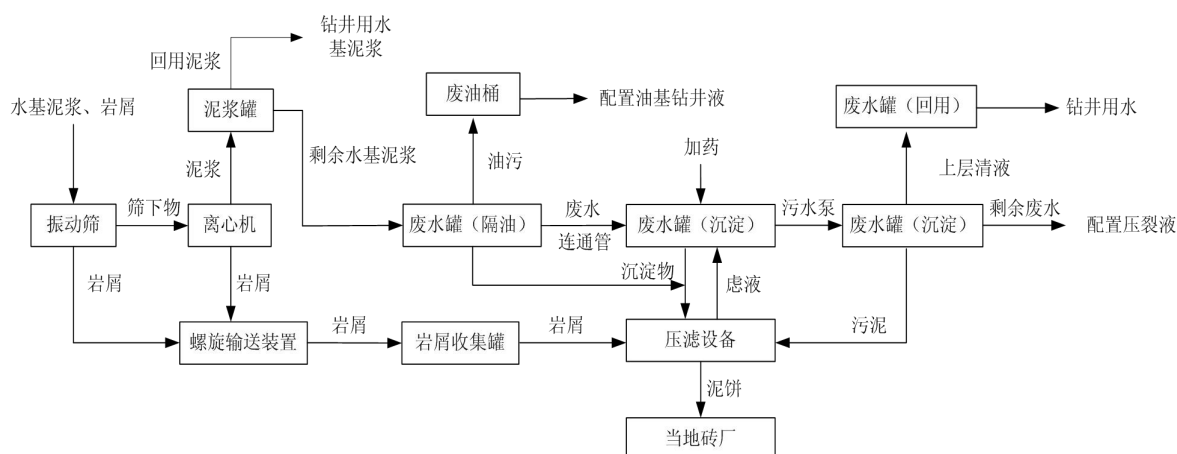 钻井用水
基泥浆
回用泥浆
水基泥浆、岩屑
泥浆罐
废油桶
配置油基钻井液
废水罐（回用）
钻井用水
剩余水基泥浆
泥浆
油污
加药
上层清液
振动筛
筛下物
离心机
废水罐（隔油）
废水
连通管
废水罐（沉淀）
污水泵
废水罐（沉淀）
剩余废水
配置压裂液
岩屑
岩屑
沉淀物
虑液
螺旋输送装置
岩屑
岩屑收集罐
岩屑
压滤设备
污泥
泥饼
当地砖厂